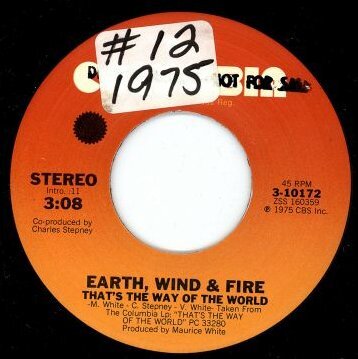 #12
1975
NOT FOR SALE
STEREO
Intro. :11
3:08
Co-produced by
Charles Stepney
45 RPM
3-10172
ZSS 160359
℗ 1975 CBS Inc.
EARTH, WIND & FIRE
THAT'S THE WAY OF THE WORLD
-M. White - C. Stepney - V. White- Taken From
The Columbia Lp: "THAT'S THE WAY
OF THE WORLD" PC 33280
Produced by Maurice White